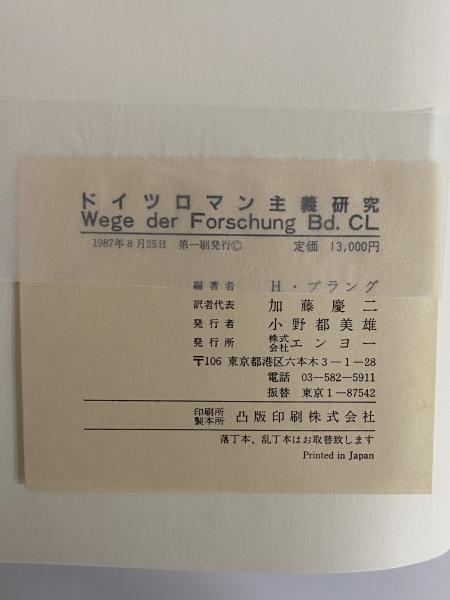 ドイツロマン主義研究
Wege der Forschung Bd. CL
1987年8月25日 第一刷発行© 定価 13,000円
編著者 H・プラング
訳者代表 加藤慶二
発行者 小野都美雄
発行所 株式会社エンヨー
〒106 東京都港区六本木3-1-28
電話 03-582-5911
振替 東京1-87542
印刷所 製本所 凸版印刷株式会社
落丁本、乱丁本はお取替致します
Printed in Japan